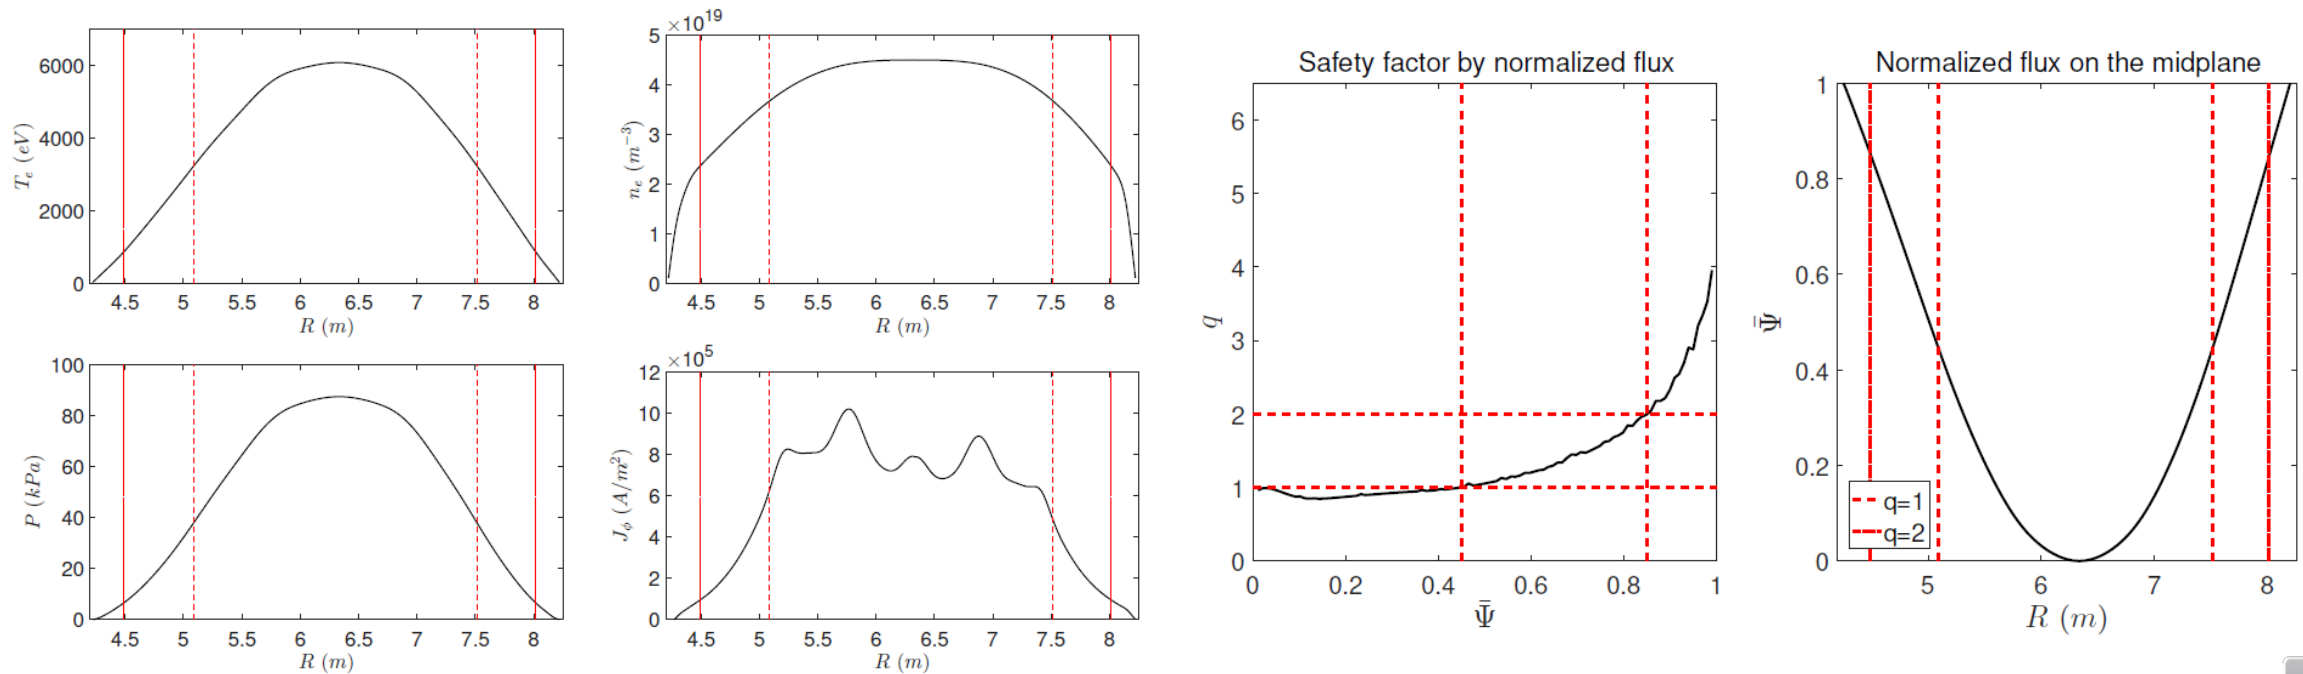 6000
4000
2000
0
T_e (eV)
4.5 5 5.5 6 6.5 7 7.5 8
R (m)
×10^19
5
4
3
2
1
0
n_e (m^−3)
4.5 5 5.5 6 6.5 7 7.5 8
R (m)
100
80
60
40
20
0
P (kPa)
4.5 5 5.5 6 6.5 7 7.5 8
R (m)
×10^5
12
10
8
6
4
2
0
J_ϕ (A/m^2)
4.5 5 5.5 6 6.5 7 7.5 8
R (m)
Safety factor by normalized flux
6
5
4
3
2
1
0
q
0 0.2 0.4 0.6 0.8 1
Ψ̄
Normalized flux on the midplane
1
0.8
0.6
0.4
0.2
0
Ψ̄
q=1
q=2
5 6 7 8
R (m)